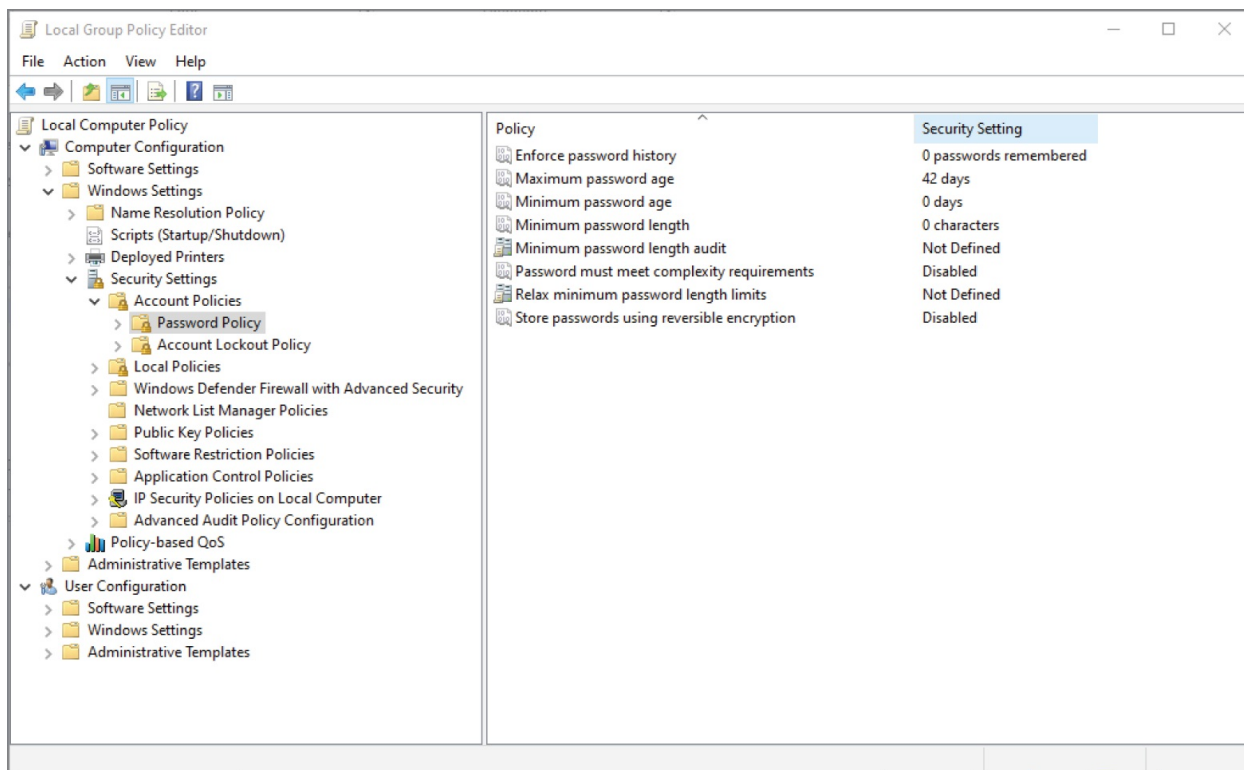 Local Group Policy Editor
File Action View Help
Local Computer Policy
Computer Configuration
Software Settings
Windows Settings
Name Resolution Policy
Scripts (Startup/Shutdown)
Deployed Printers
Security Settings
Account Policies
Password Policy
Account Lockout Policy
Local Policies
Windows Defender Firewall with Advanced Security
Network List Manager Policies
Public Key Policies
Software Restriction Policies
Application Control Policies
IP Security Policies on Local Computer
Advanced Audit Policy Configuration
Policy-based QoS
Administrative Templates
User Configuration
Software Settings
Windows Settings
Administrative Templates
Policy Security Setting
Enforce password history 0 passwords remembered
Maximum password age 42 days
Minimum password age 0 days
Minimum password length 0 characters
Minimum password length audit Not Defined
Password must meet complexity requirements Disabled
Relax minimum password length limits Not Defined
Store passwords using reversible encryption Disabled